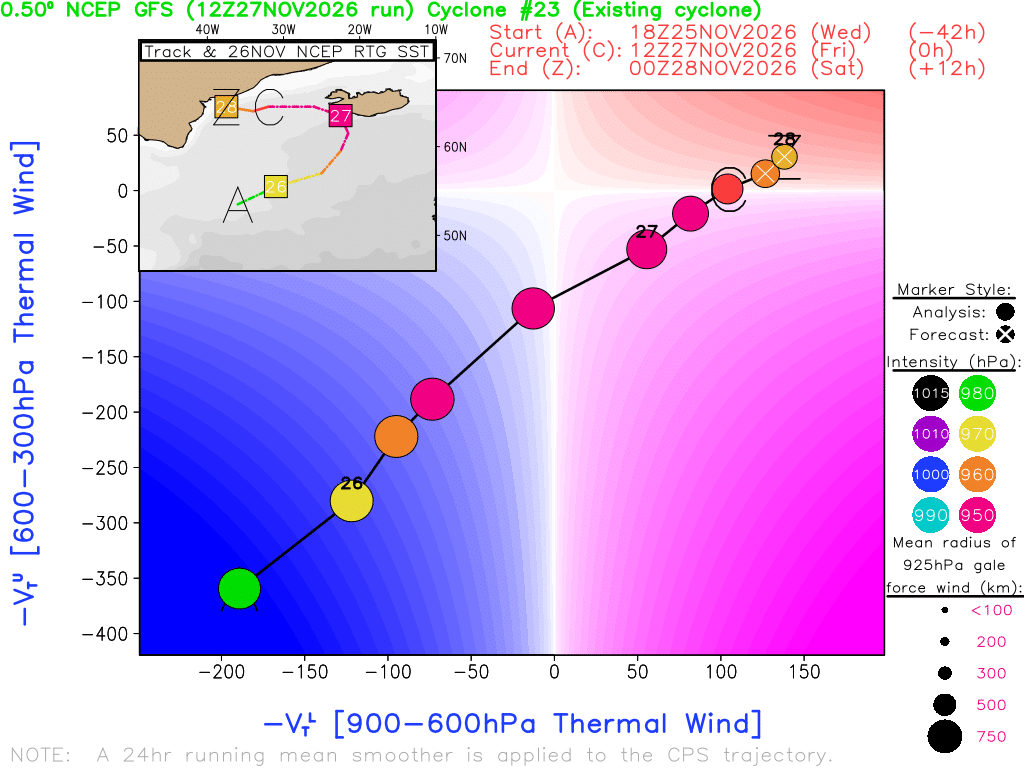 0.50° NCEP GFS (12Z27NOV2026 run) Cyclone #23 (Existing cyclone)
Start (A): 18Z25NOV2026 (Wed) (−42h)
Current (C): 12Z27NOV2026 (Fri) (0h)
End (Z): 00Z28NOV2026 (Sat) (+12h)
40W 30W 20W 10W
Track & 26NOV NCEP RTG SST
70N
60N
50N
28 Z C
27
26
A
−V_T^U [600−300hPa Thermal Wind]
50
0
−50
−100
−150
−200
−250
−300
−350
−400
28
Z
C
27
26
A
−200 −150 −100 −50 0 50 100 150
−V_T^L [900−600hPa Thermal Wind]
Marker Style:
Analysis:
Forecast:
Intensity (hPa):
1015 980
1010 970
1000 960
990 950
Mean radius of
925hPa gale
force wind (km):
<100
200
300
500
750
NOTE: A 24hr running mean smoother is applied to the CPS trajectory.